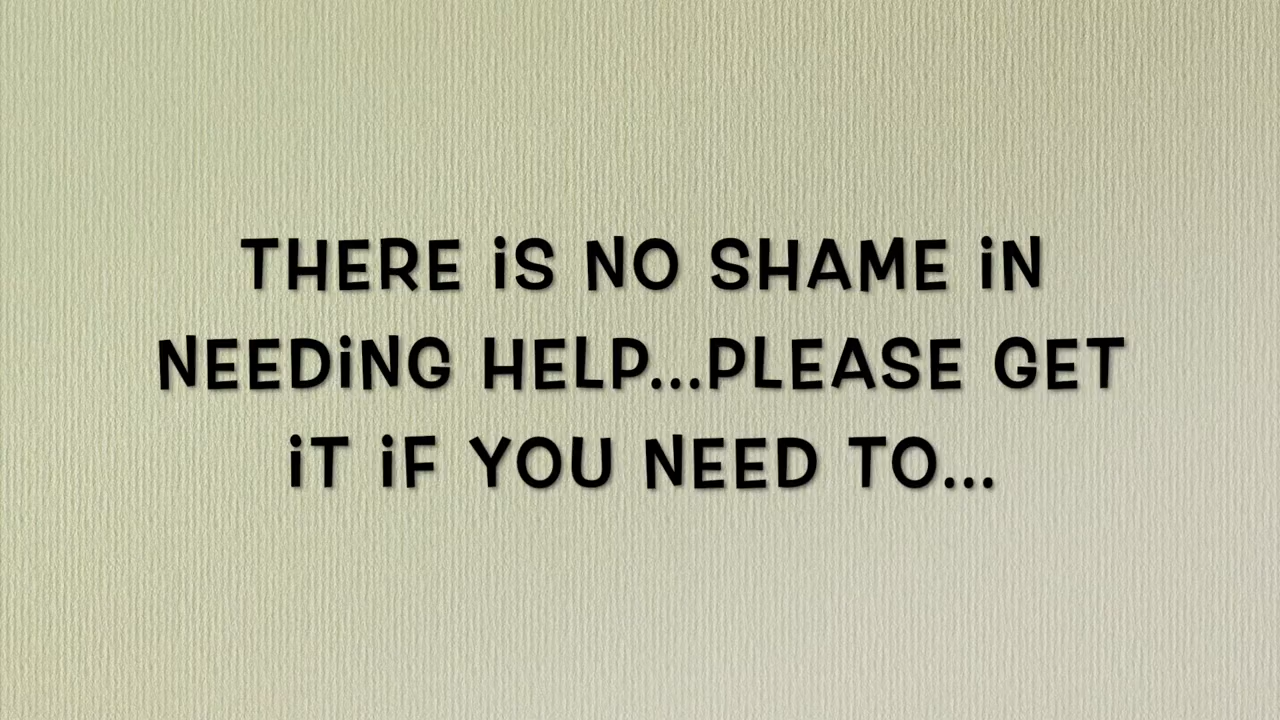 THERE iS NO SHAME iN
NEEDiNG HELP...PLEASE GET
iT iF YOU NEED TO...